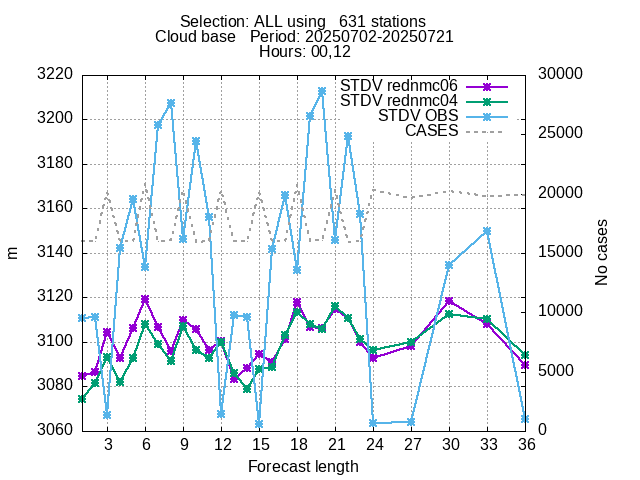 Selection: ALL using   631 stations
Cloud base   Period: 20250702-20250721
Hours: 00,12
3220 30000
STDV rednmc06
STDV rednmc04
3200 25000
STDV OBS
CASES
3180
3160 20000
3140 15000
m No cases
3120 10000
3100
3080 5000
3060 0
3 6 9 12 15 18 21 24 27 30 33 36
Forecast length